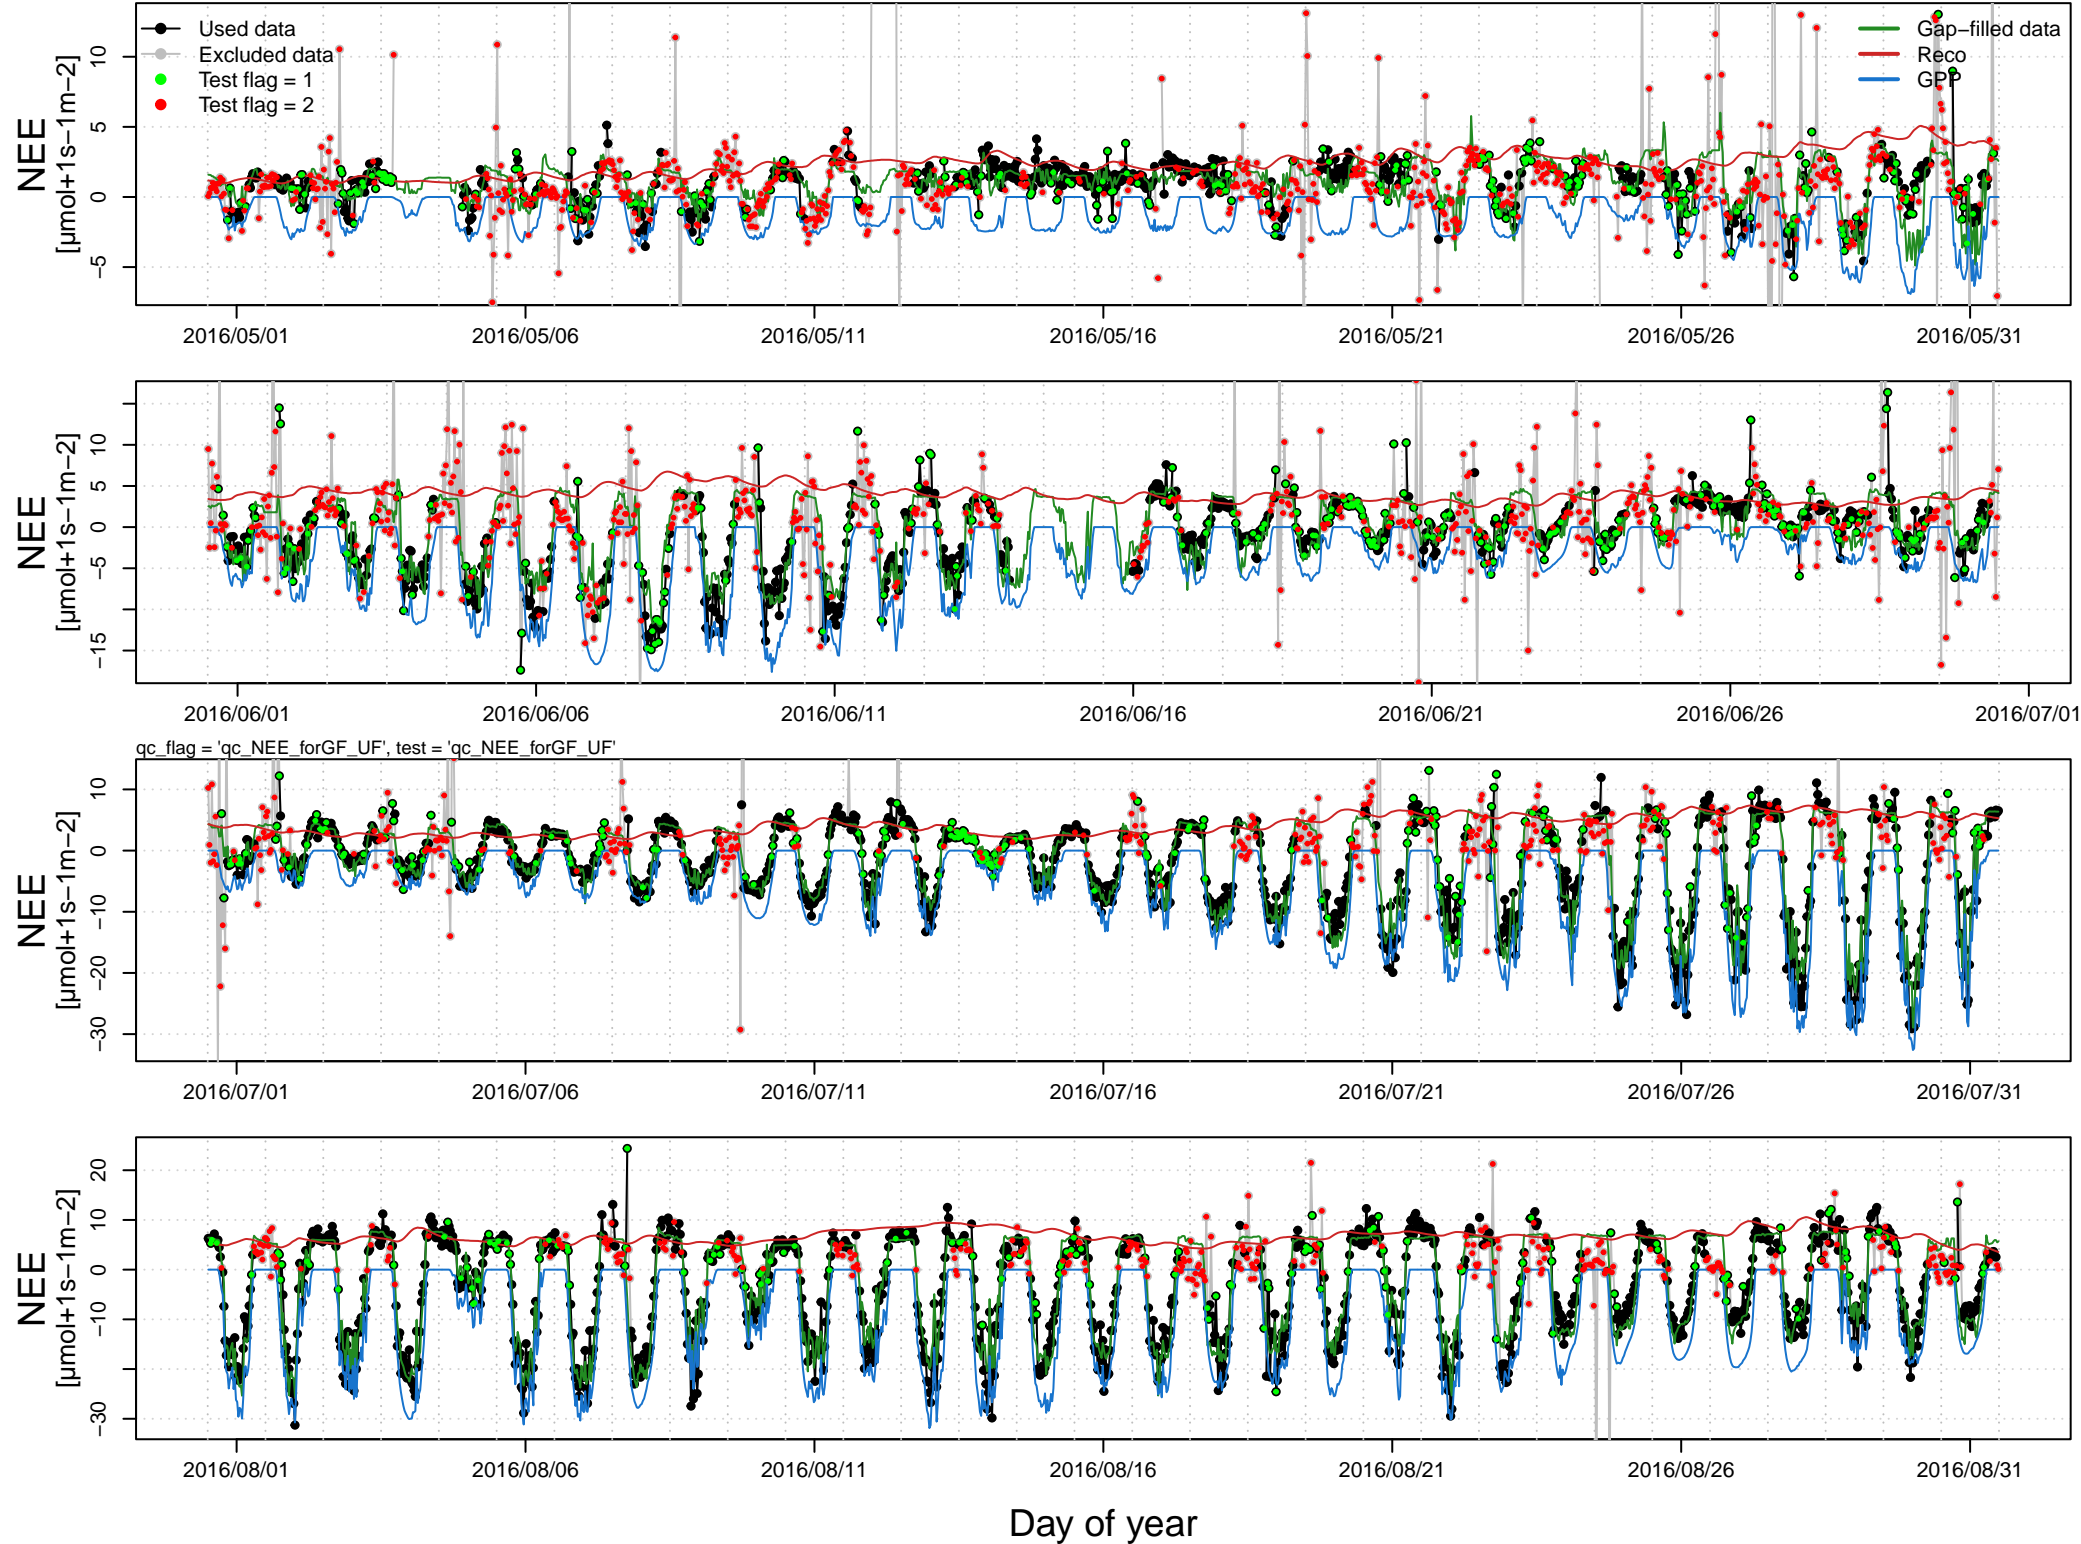 Used data
Excluded data
Test flag = 1
Test flag = 2
Gap−filled data
Reco
GPP
NEE
[µmol+1s−1m−2]
10
5
0
−5
2016/05/01 2016/05/06 2016/05/11 2016/05/16 2016/05/21 2016/05/26 2016/05/31
NEE
[µmol+1s−1m−2]
10
5
0
−5
−15
2016/06/01 2016/06/06 2016/06/11 2016/06/16 2016/06/21 2016/06/26 2016/07/01
qc_flag = 'qc_NEE_forGF_UF', test = 'qc_NEE_forGF_UF'
NEE
[µmol+1s−1m−2]
10
0
−10
−20
−30
2016/07/01 2016/07/06 2016/07/11 2016/07/16 2016/07/21 2016/07/26 2016/07/31
NEE
[µmol+1s−1m−2]
20
10
0
−10
−30
2016/08/01 2016/08/06 2016/08/11 2016/08/16 2016/08/21 2016/08/26 2016/08/31
Day of year